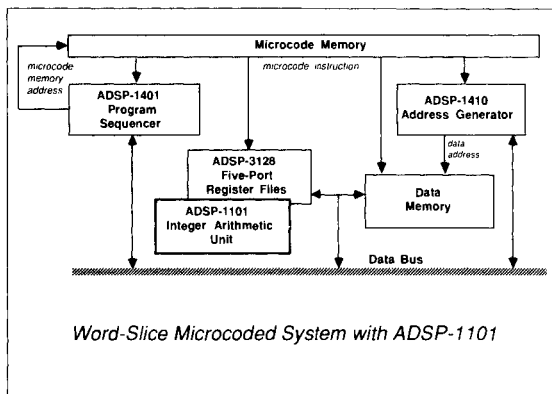 Microcode Memory
microcode
memory
address
microcode instruction
ADSP-1401
Program
Sequencer
ADSP-1410
Address Generator
data
address
ADSP-3128
Five-Port
Register Files
ADSP-1101
Integer Arithmetic
Unit
Data
Memory
Data Bus
Word-Slice Microcoded System with ADSP-1101